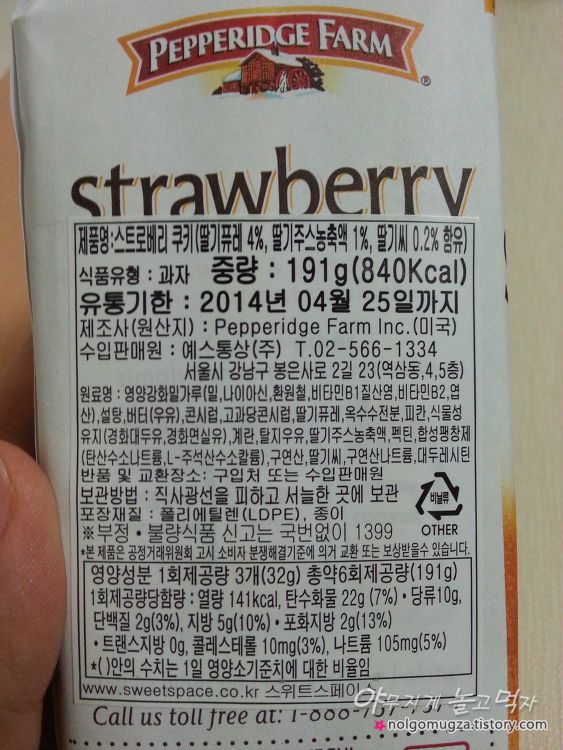 PEPPERIDGE FARM
®
strawberry
제품명:스트로베리 쿠키(딸기퓨레 4%, 딸기주스농축액 1%, 딸기씨 0.2% 함유)
식품유형 : 과자 중량 : 191g(840Kcal)
유통기한 : 2014년 04월 25일까지
제조사(원산지) : Pepperidge Farm Inc.(미국)
수입판매원 : 예스통상(주) T.02-566-1334
서울시 강남구 봉은사로 2길 23(역삼동,4,5층)
원료명 : 영양강화밀가루(밀,나이아신,환원철,비타민B1질산염,비타민B2,엽
산),설탕,버터(우유),콘시럽,고과당콘시럽,딸기퓨레,옥수수전분,피칸,식물성
유지(경화대두유,경화면실유),계란,탈지우유,딸기주스농축액,펙틴,합성팽창제
(탄산수소나트륨,L-주석산수소칼륨),구연산,딸기씨,구연산나트륨,대두레시틴
반품 및 교환장소: 구입처 또는 수입판매원
보관방법 : 직사광선을 피하고 서늘한 곳에 보관
포장재질 : 폴리에틸렌(LDPE), 종이
비닐류
OTHER
※부정・불량식품 신고는 국번없이 1399
*본 제품은 공정거래위원회 고시 소비자 분쟁해결기준에 의거 교환 또는 보상받을수 있습니다.
영양성분 1회제공량 3개(32g) 총약6회제공량(191g)
1회제공량당함량 : 열량 141kcal, 탄수화물 22g (7%)・당류10g,
단백질 2g(3%), 지방 5g(10%)・포화지방 2g(13%)
・트랜스지방 0g, 콜레스테롤 10mg(3%), 나트륨 105mg(5%)
*( )안의 수치는 1일 영양소기준치에 대한 비율임
www.sweetspace.co.kr 스위트스페이스
Call us toll free at: 1-888-
야무지게 놀고먹자
nolgomugza.tistory.com